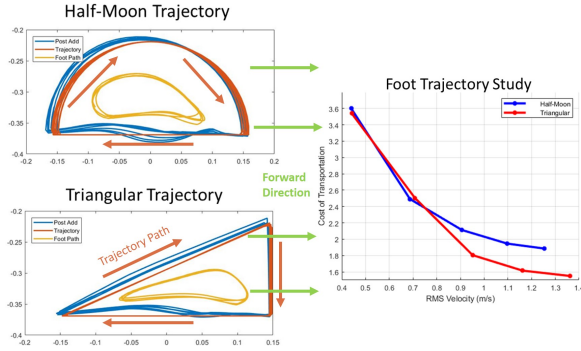 Half-Moon Trajectory
-0.2
-0.25
-0.3
-0.35
-0.4
Post Add
Trajectory
Foot Path
-0.2 -0.15 -0.1 -0.05 0 0.05 0.1 0.15 0.2
Forward
Direction
Triangular Trajectory
-0.2
-0.25
-0.3
-0.35
-0.4
Post Add
Trajectory
Foot Path
Trajectory Path
-0.2 -0.15 -0.1 -0.05 0 0.05 0.1 0.15
Foot Trajectory Study
Cost of Transportation
3.6
3.4
3.2
3
2.8
2.6
2.4
2.2
2
1.8
1.6
Half-Moon
Triangular
0.4 0.5 0.6 0.7 0.8 0.9 1 1.1 1.2 1.3 1.4
RMS Velocity (m/s)